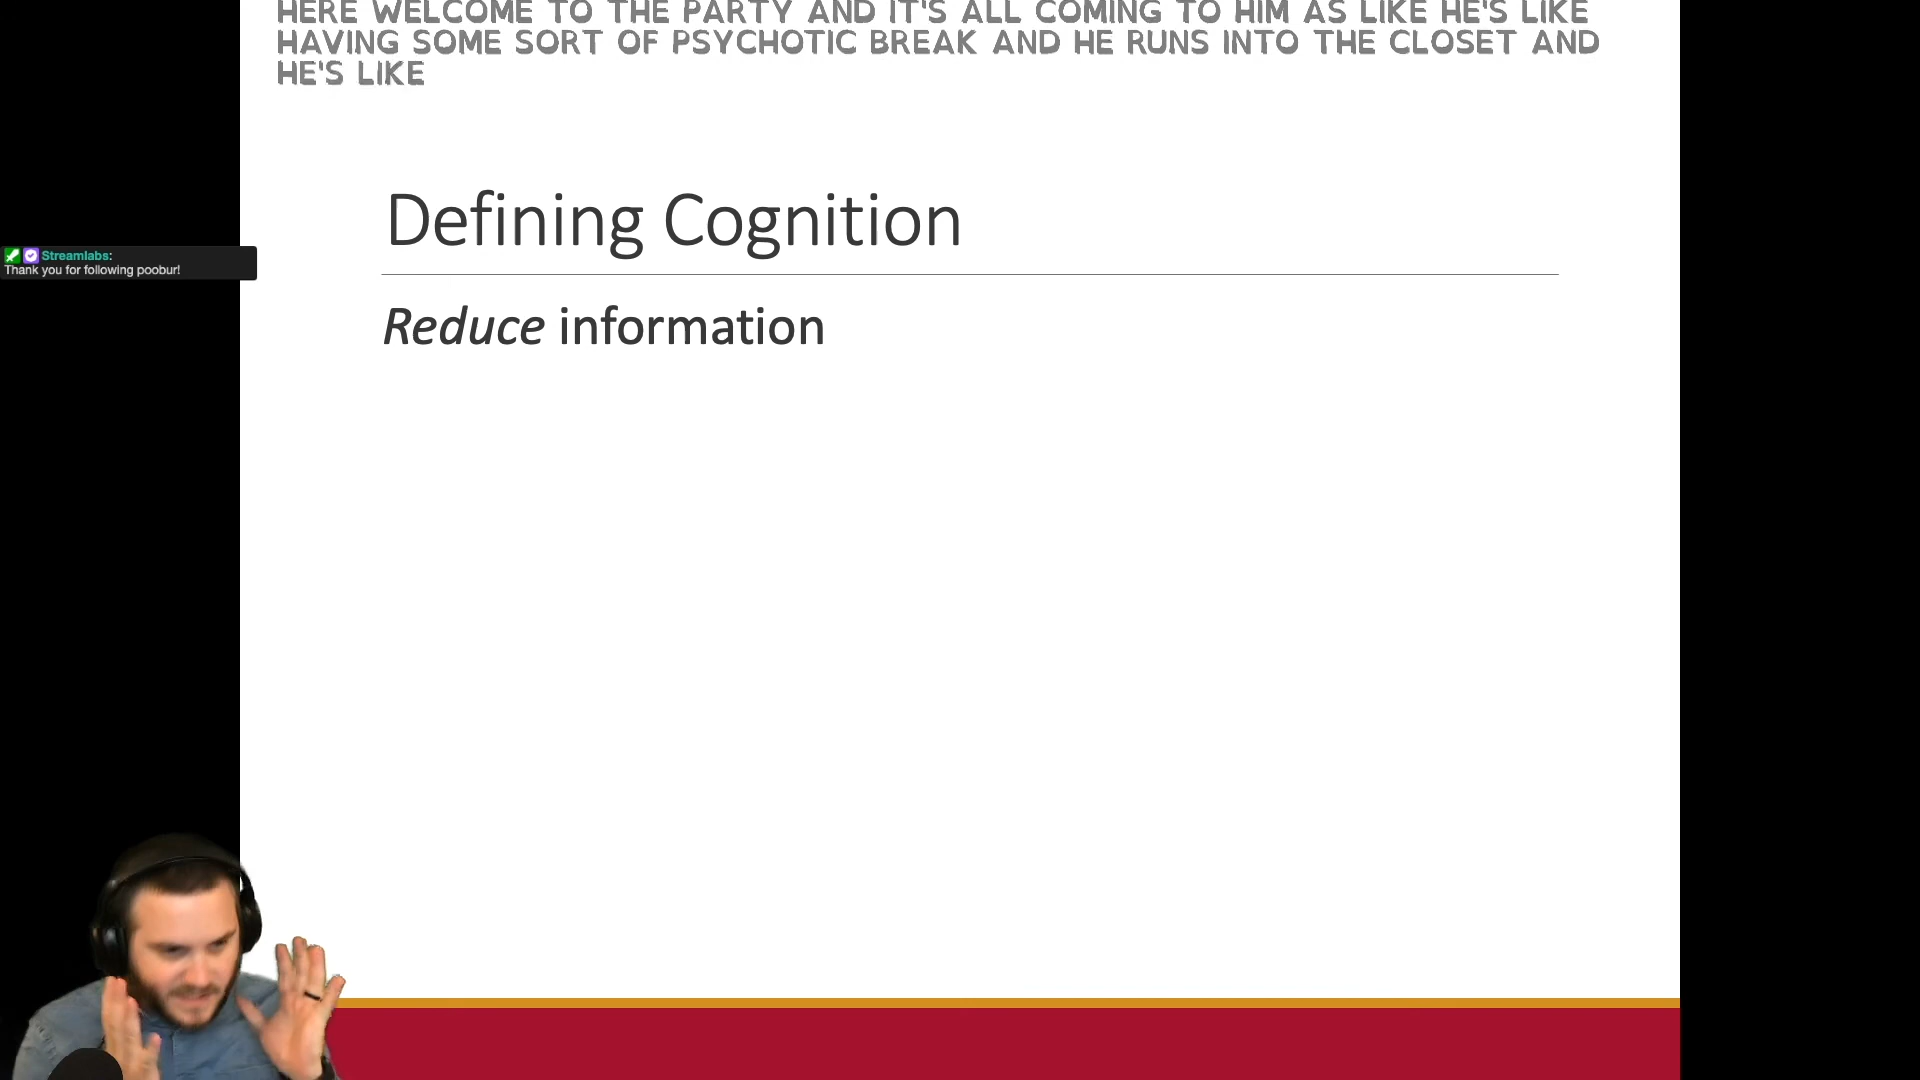 HERE WELCOME TO THE PARTY AND IT'S ALL COMING TO HIM AS LIKE HE'S LIKE
HAVING SOME SORT OF PSYCHOTIC BREAK AND HE RUNS INTO THE CLOSET AND
HE'S LIKE
Defining Cognition
Streamlabs:
Thank you for following poobur!
Reduce information